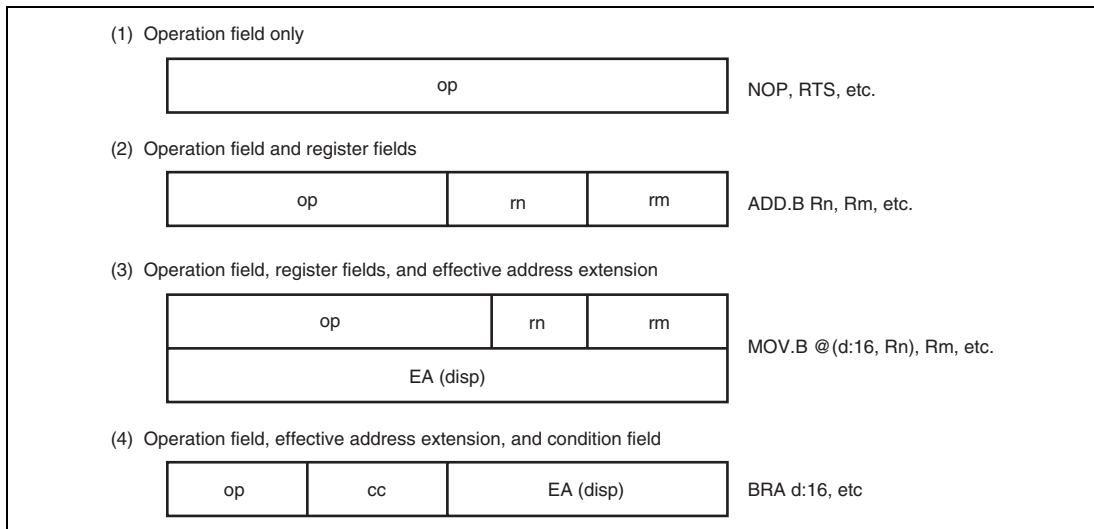 (1) Operation field only
op
NOP, RTS, etc.
(2) Operation field and register fields
op rn rm
ADD.B Rn, Rm, etc.
(3) Operation field, register fields, and effective address extension
op rn rm
MOV.B @(d:16, Rn), Rm, etc.
EA (disp)
(4) Operation field, effective address extension, and condition field
op cc EA (disp)
BRA d:16, etc